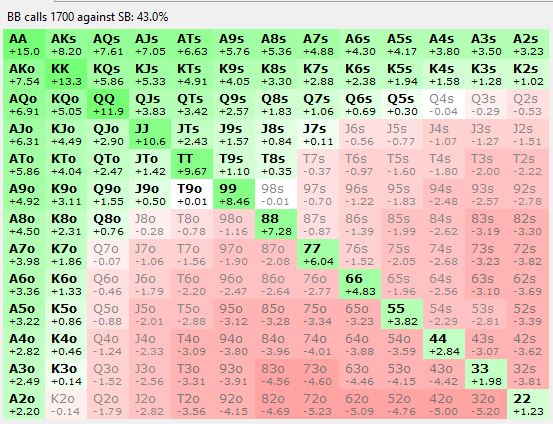 BB calls 1700 against SB: 43.0%
AA AKs AQs AJs ATs A9s A8s A7s A6s A5s A4s A3s A2s
+15.0 +8.20 +7.61 +7.05 +6.63 +5.76 +5.36 +4.88 +4.30 +4.17 +3.80 +3.50 +3.23
AKo KK KQs KJs KTs K9s K8s K7s K6s K5s K4s K3s K2s
+7.54 +13.3 +5.86 +5.33 +4.91 +4.05 +3.30 +2.88 +2.38 +1.94 +1.58 +1.28 +1.02
AQo KQo QQ QJs QTs Q9s Q8s Q7s Q6s Q5s Q4s Q3s Q2s
+6.91 +5.05 +11.9 +3.83 +3.42 +2.57 +1.83 +1.06 +0.69 +0.30 -0.04 -0.29 -0.53
AJo KJo QJo JJ JTs J9s J8s J7s J6s J5s J4s J3s J2s
+6.31 +4.49 +2.90 +10.6 +2.43 +1.57 +0.84 +0.11 -0.56 -0.77 -1.07 -1.27 -1.51
ATo KTo QTo JTo TT T9s T8s T7s T6s T5s T4s T3s T2s
+5.86 +4.04 +2.47 +1.42 +9.67 +1.10 +0.35 -0.37 -0.97 -1.60 -1.80 -2.00 -2.22
A9o K9o Q9o J9o T9o 99 98s 97s 96s 95s 94s 93s 92s
+4.92 +3.11 +1.55 +0.50 +0.01 +8.46 -0.01 -0.70 -1.22 -1.83 -2.48 -2.57 -2.78
A8o K8o Q8o J8o T8o 98o 88 87s 86s 85s 84s 83s 82s
+4.50 +2.31 +0.76 -0.28 -0.78 -1.16 +7.28 -0.87 -1.39 -1.99 -2.62 -3.19 -3.30
A7o K7o Q7o J7o T7o 97o 87o 77 76s 75s 74s 73s 72s
+3.98 +1.86 -0.07 -1.06 -1.56 -1.90 -2.08 +6.04 -1.52 -2.05 -2.68 -3.23 -3.82
A6o K6o Q6o J6o T6o 96o 86o 76o 66 65s 64s 63s 62s
+3.36 +1.33 -0.46 -1.79 -2.20 -2.47 -2.64 -2.77 +4.83 -1.96 -2.56 -3.10 -3.69
A5o K5o Q5o J5o T5o 95o 85o 75o 65o 55 54s 53s 52s
+3.22 +0.86 -0.88 -2.01 -2.88 -3.12 -3.28 -3.34 -3.23 +3.82 -2.29 -2.81 -3.39
A4o K4o Q4o J4o T4o 94o 84o 74o 64o 54o 44 43s 42s
+2.82 +0.46 -1.24 -2.33 -3.09 -3.80 -3.96 -4.01 -3.88 -3.59 +2.84 -3.07 -3.62
A3o K3o Q3o J3o T3o 93o 83o 73o 63o 53o 43o 33 32s
+2.49 +0.14 -1.52 -2.56 -3.31 -3.91 -4.56 -4.60 -4.46 -4.15 -4.42 +1.98 -3.81
A2o K2o Q2o J2o T2o 92o 82o 72o 62o 52o 42o 32o 22
+2.20 -0.14 -1.79 -2.82 -3.56 -4.15 -4.69 -5.23 -5.09 -4.76 -5.00 -5.20 +1.23